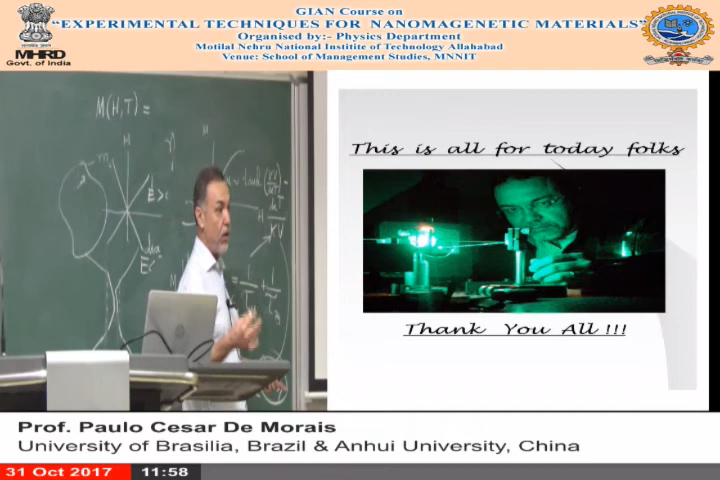 GIAN Course on
“EXPERIMENTAL TECHNIQUES FOR NANOMAGENETIC MATERIALS”
Organised by:- Physics Department
Motilal Nehru National Institite of Technology Allahabad
Venue: School of Management Studies, MNNIT
MHRD
Govt. of India
M(H,T) =
This is all for today folks
Thank You All !!!
Prof. Paulo Cesar De Morais
University of Brasilia, Brazil & Anhui University, China
31 Oct 2017 11:58